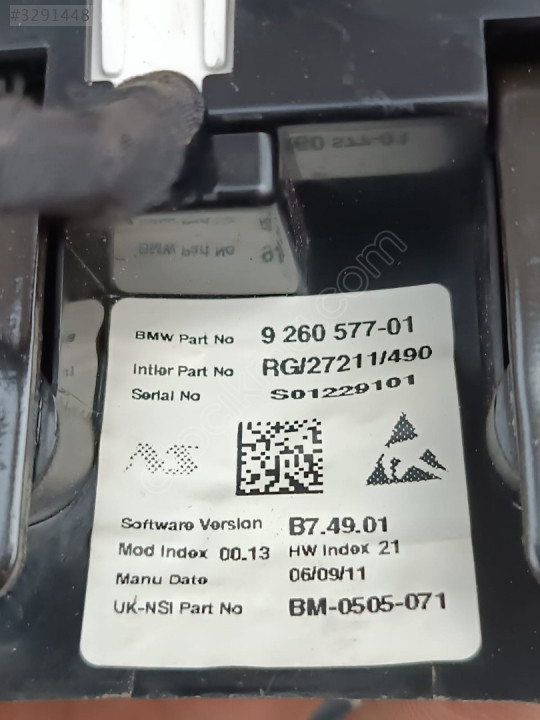 #3291448
BMW Part No 9 260 577-01
Intier Part No RG/27211/490
Serial No S01229101
Software Version B7.49.01
Mod Index 00.13 HW Index 21
Manu Date 06/09/11
UK-NSI Part No BM-0505-071